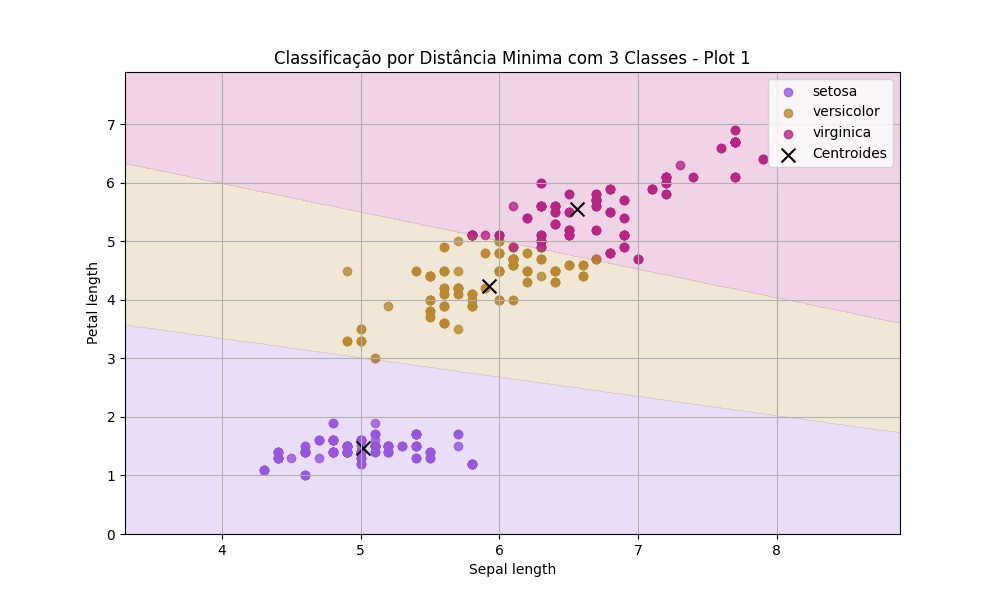 Classificação por Distância Minima com 3 Classes - Plot 1
setosa
versicolor
virginica
Centroides
Petal length
7
6
5
4
3
2
1
0
4 5 6 7 8
Sepal length